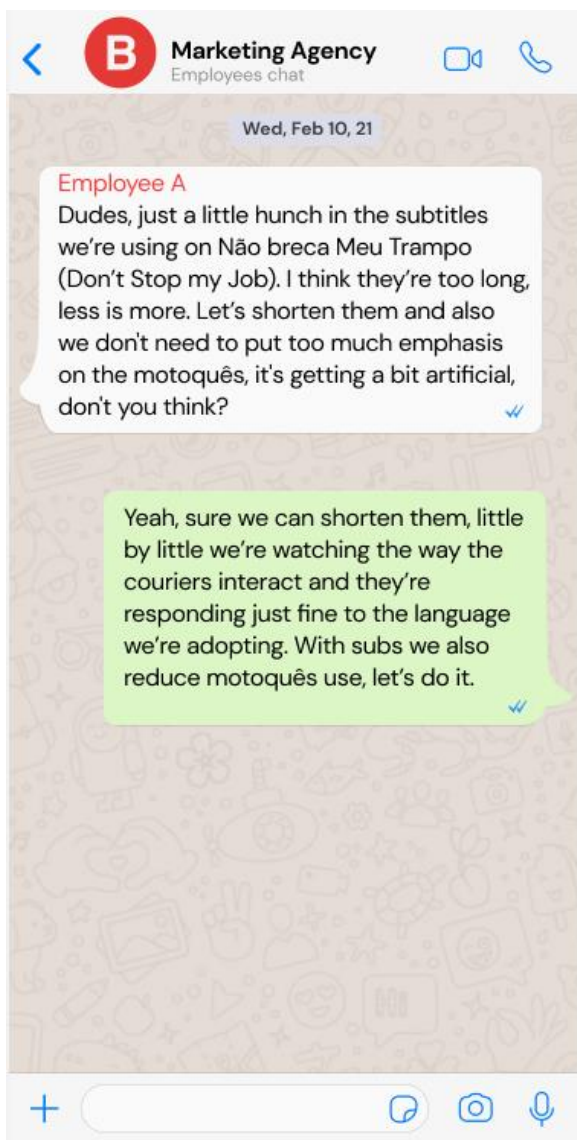 B
Marketing Agency
Employees chat
Wed, Feb 10, 21
Employee A
Dudes, just a little hunch in the subtitles
we're using on Não breca Meu Trampo
(Don't Stop my Job). I think they're too long,
less is more. Let's shorten them and also
we don't need to put too much emphasis
on the motoquês, it's getting a bit artificial,
don't you think?
Yeah, sure we can shorten them, little
by little we're watching the way the
couriers interact and they're
responding just fine to the language
we're adopting. With subs we also
reduce motoquês use, let's do it.